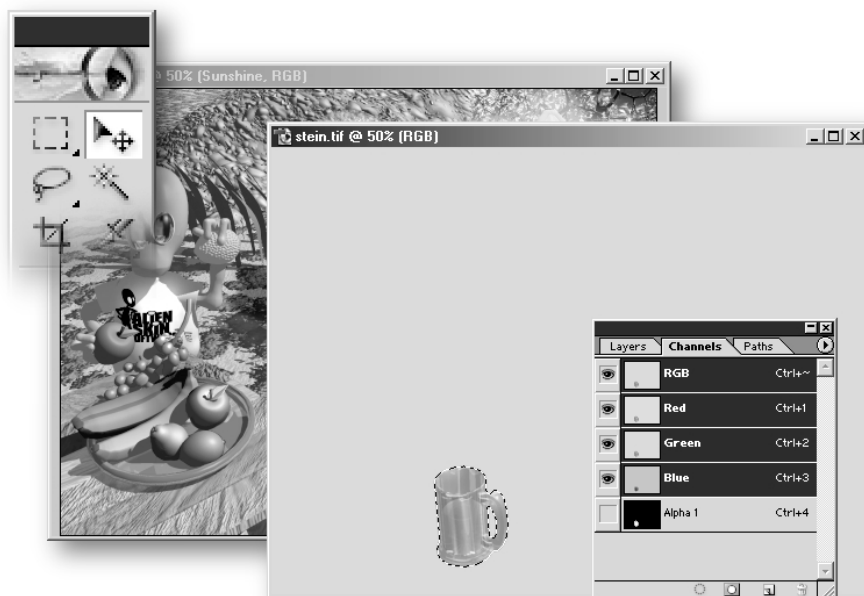 @ 50% (Sunshine, RGB)
stein.tif @ 50% (RGB)
ALIEN
SKIN
Layers Channels Paths
RGB Ctrl+~
Red Ctrl+1
Green Ctrl+2
Blue Ctrl+3
Alpha 1 Ctrl+4